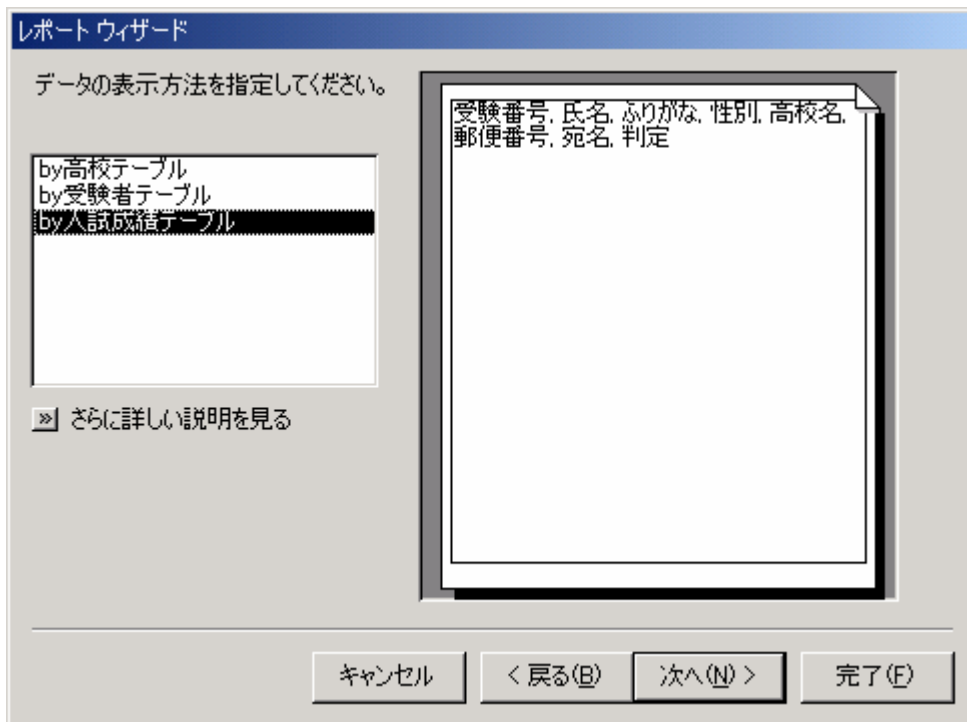 レポート ウィザード
データの表示方法を指定してください。
by高校テーブル
by受験者テーブル
by入試成績テーブル
» さらに詳しい説明を見る
受験番号, 氏名, ふりがな, 性別, 高校名,
郵便番号, 宛名, 判定
キャンセル
< 戻る(B)
次へ(N) >
完了(F)